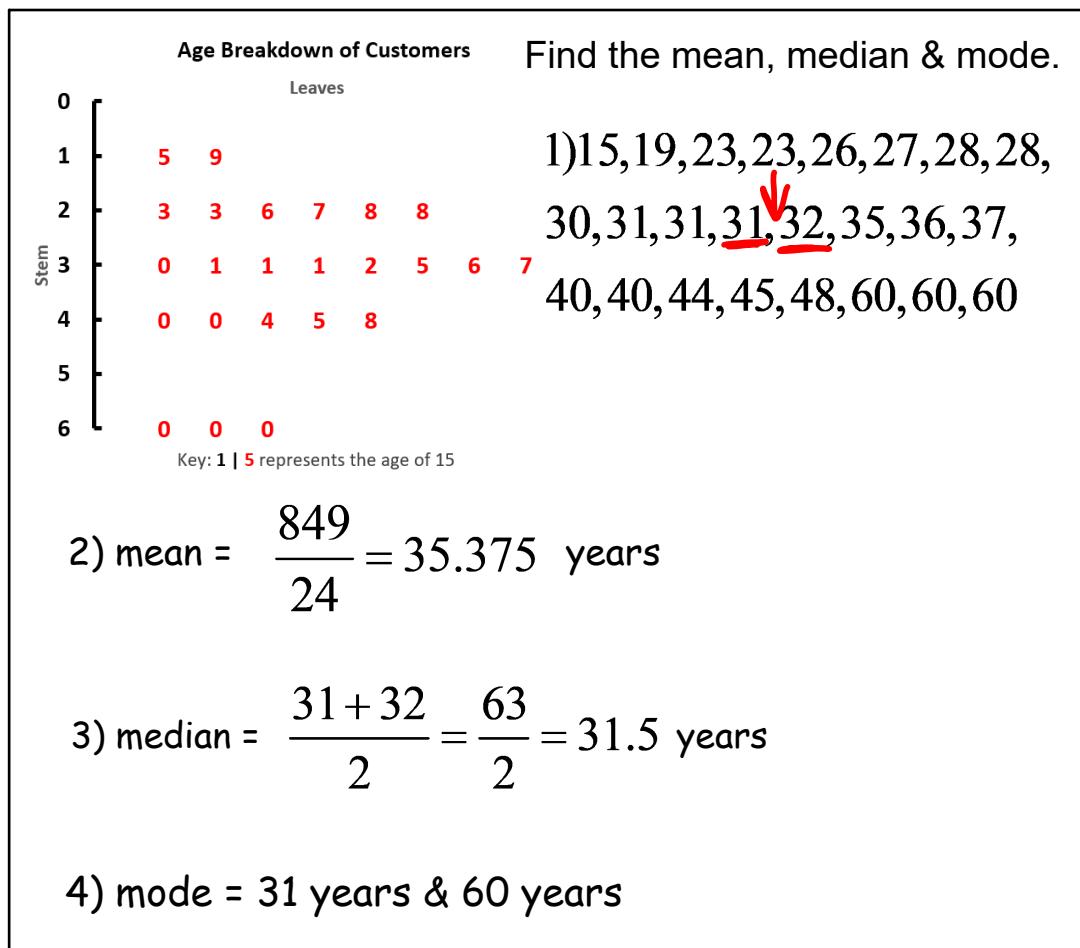 Age Breakdown of Customers
Leaves
Stem
0
1 5 9
2 3 3 6 7 8 8
3 0 1 1 1 2 5 6 7
4 0 0 4 5 8
5
6 0 0 0
Key: 1 | 5 represents the age of 15
Find the mean, median & mode.
1)15,19,23,23,26,27,28,28,
30,31,31,31,32,35,36,37,
40,40,44,45,48,60,60,60
2) mean = 849/24 = 35.375 years
3) median = 31+32/2 = 63/2 = 31.5 years
4) mode = 31 years & 60 years